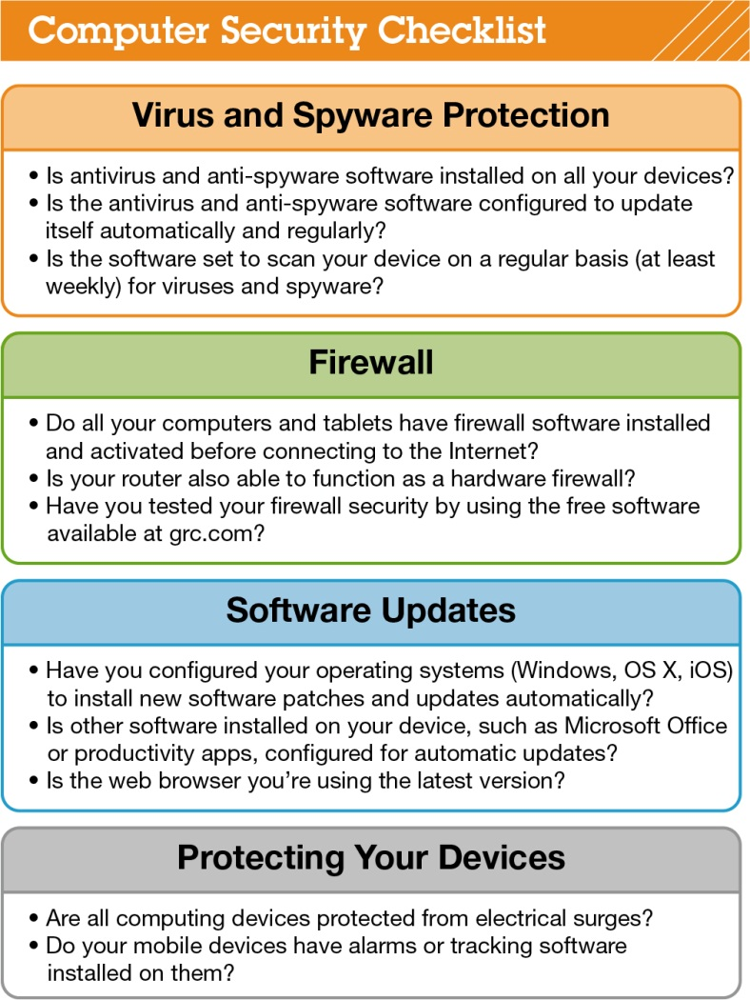 Computer Security Checklist
Virus and Spyware Protection
• Is antivirus and anti-spyware software installed on all your devices?
• Is the antivirus and anti-spyware software configured to update
itself automatically and regularly?
• Is the software set to scan your device on a regular basis (at least
weekly) for viruses and spyware?
Firewall
• Do all your computers and tablets have firewall software installed
and activated before connecting to the Internet?
• Is your router also able to function as a hardware firewall?
• Have you tested your firewall security by using the free software
available at grc.com?
Software Updates
• Have you configured your operating systems (Windows, OS X, iOS)
to install new software patches and updates automatically?
• Is other software installed on your device, such as Microsoft Office
or productivity apps, configured for automatic updates?
• Is the web browser you’re using the latest version?
Protecting Your Devices
• Are all computing devices protected from electrical surges?
• Do your mobile devices have alarms or tracking software
installed on them?